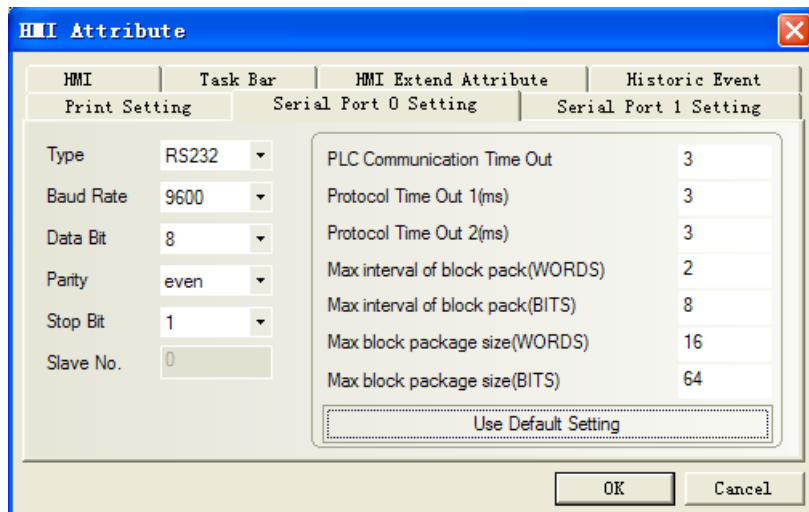 HMI Attribute
HMI Task Bar HMI Extend Attribute Historic Event
Print Setting Serial Port 0 Setting Serial Port 1 Setting
Type RS232
Baud Rate 9600
Data Bit 8
Parity even
Stop Bit 1
Slave No. 0
PLC Communication Time Out 3
Protocol Time Out 1(ms) 3
Protocol Time Out 2(ms) 3
Max interval of block pack(WORDS) 2
Max interval of block pack(BITS) 8
Max block package size(WORDS) 16
Max block package size(BITS) 64
Use Default Setting
OK Cancel